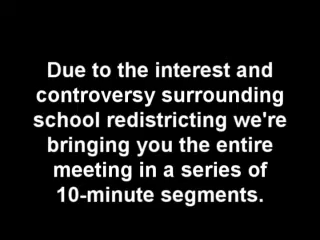 Due to the interest and
controversy surrounding
school redistricting we're
bringing you the entire
meeting in a series of
10-minute segments.